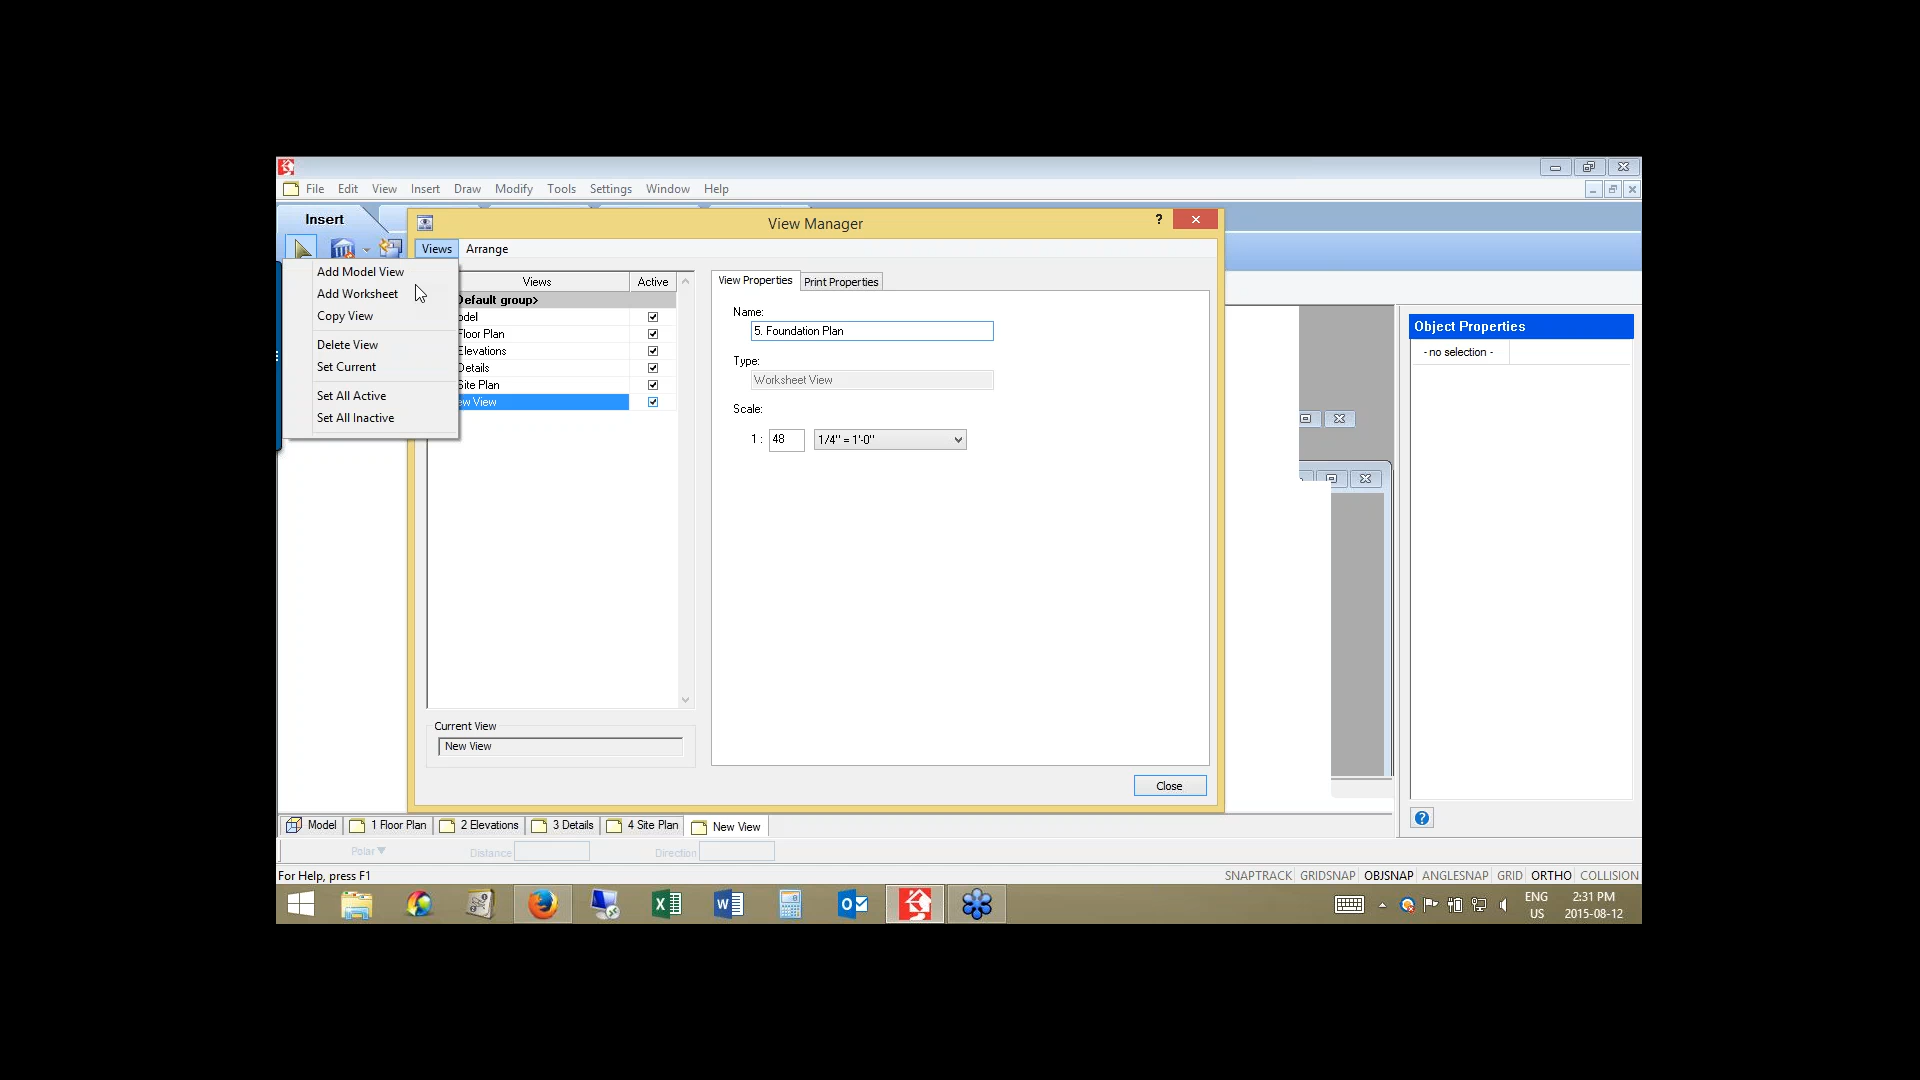 File Edit View Insert Draw Modify Tools Settings Window Help
Insert
View Manager
?
Views Arrange
Add Model View
Add Worksheet
Copy View
Delete View
Set Current
Set All Active
Set All Inactive
Views Active
Default group>
odel
Floor Plan
Elevations
Details
Site Plan
ew View
Current View
New View
View Properties Print Properties
Name:
5. Foundation Plan
Type:
Worksheet View
Scale:
1 : 48 1/4" = 1'-0"
Close
Object Properties
- no selection -
Model 1 Floor Plan 2 Elevations 3 Details 4 Site Plan New View
Polar Distance Direction
For Help, press F1
SNAPTRACK GRIDSNAP OBJSNAP ANGLESNAP GRID ORTHO COLLISION
ENG 2:31 PM
US 2015-08-12